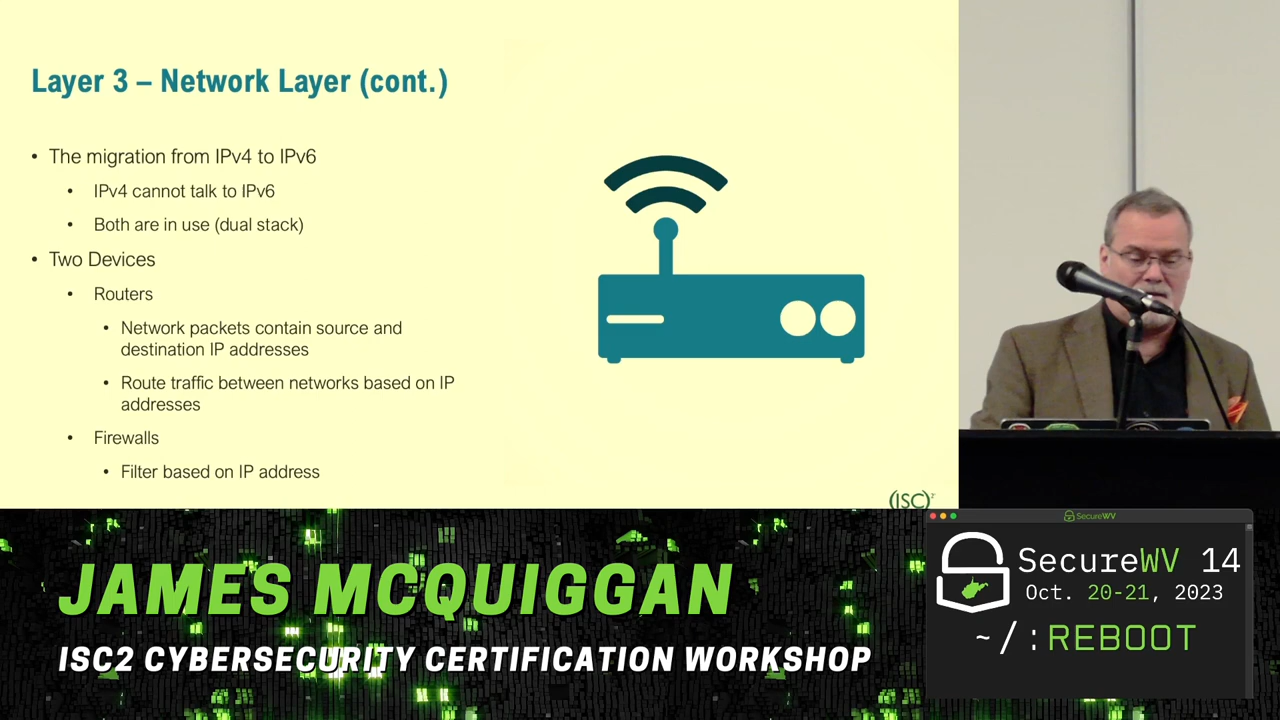 Layer 3 – Network Layer (cont.)
• The migration from IPv4 to IPv6
• IPv4 cannot talk to IPv6
• Both are in use (dual stack)
• Two Devices
• Routers
• Network packets contain source and
destination IP addresses
• Route traffic between networks based on IP
addresses
• Firewalls
• Filter based on IP address
(ISC)²
JAMES MCQUIGGAN
ISC2 CYBERSECURITY CERTIFICATION WORKSHOP
SecureWV
SecureWV 14
Oct. 20-21, 2023
~/:REBOOT